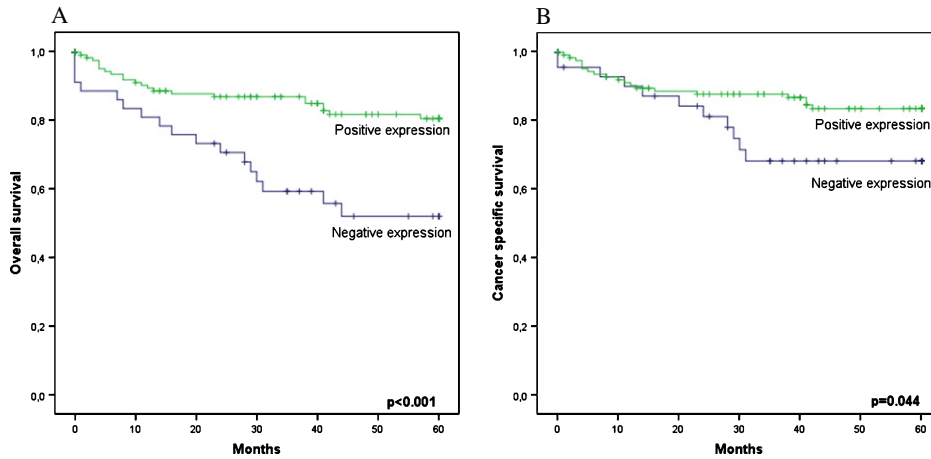 A
Overall survival
1,0
0,8
0,6
0,4
0,2
0,0
Positive expression
Negative expression
p<0.001
0 10 20 30 40 50 60
Months
B
Cancer specific survival
1,0
0,8
0,6
0,4
0,2
0,0
Positive expression
Negative expression
p=0.044
0 10 20 30 40 50 60
Months